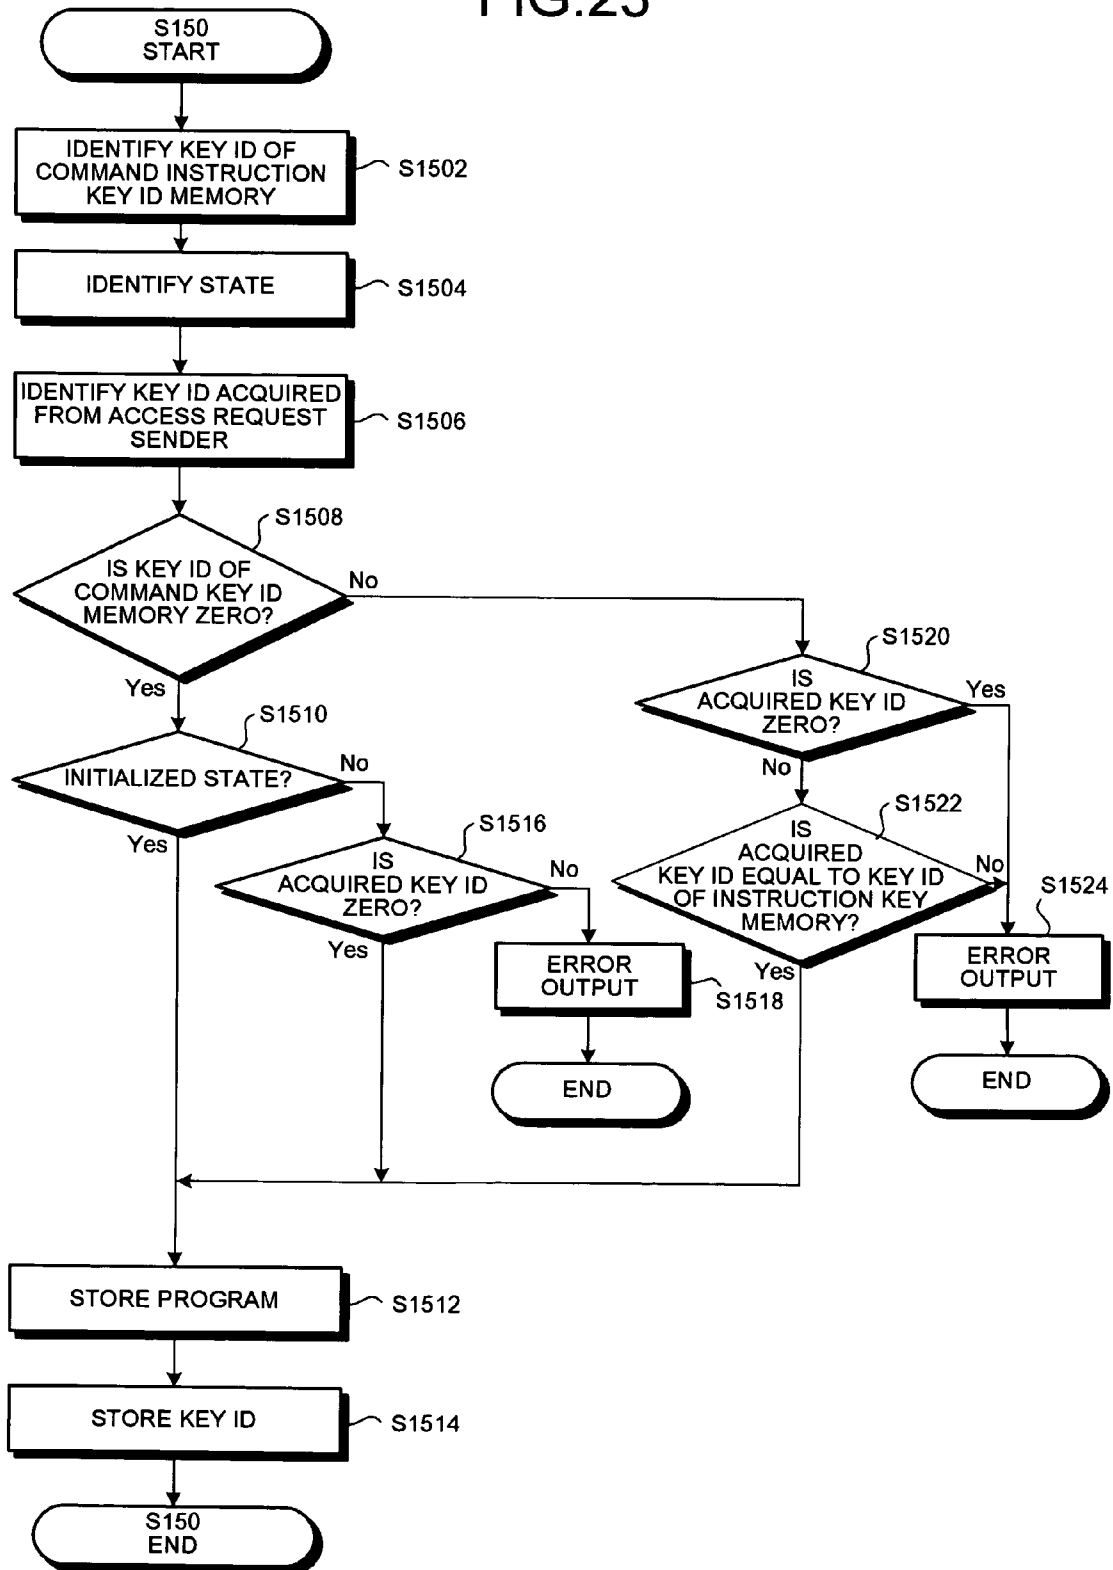 FIG.23
S150
START
IDENTIFY KEY ID OF
COMMAND INSTRUCTION
KEY ID MEMORY
S1502
IDENTIFY STATE
S1504
IDENTIFY KEY ID ACQUIRED
FROM ACCESS REQUEST
SENDER
S1506
S1508
IS KEY ID OF
COMMAND KEY ID
MEMORY ZERO?
No
Yes
S1520
IS
ACQUIRED KEY ID
ZERO?
Yes
No
S1510
INITIALIZED STATE?
No
Yes
S1516
IS
ACQUIRED KEY ID
ZERO?
No
Yes
S1522
IS
ACQUIRED
KEY ID EQUAL TO KEY ID
OF INSTRUCTION KEY
MEMORY?
No
Yes
S1524
ERROR
OUTPUT
S1518
ERROR
OUTPUT
END
END
STORE PROGRAM
S1512
STORE KEY ID
S1514
S150
END